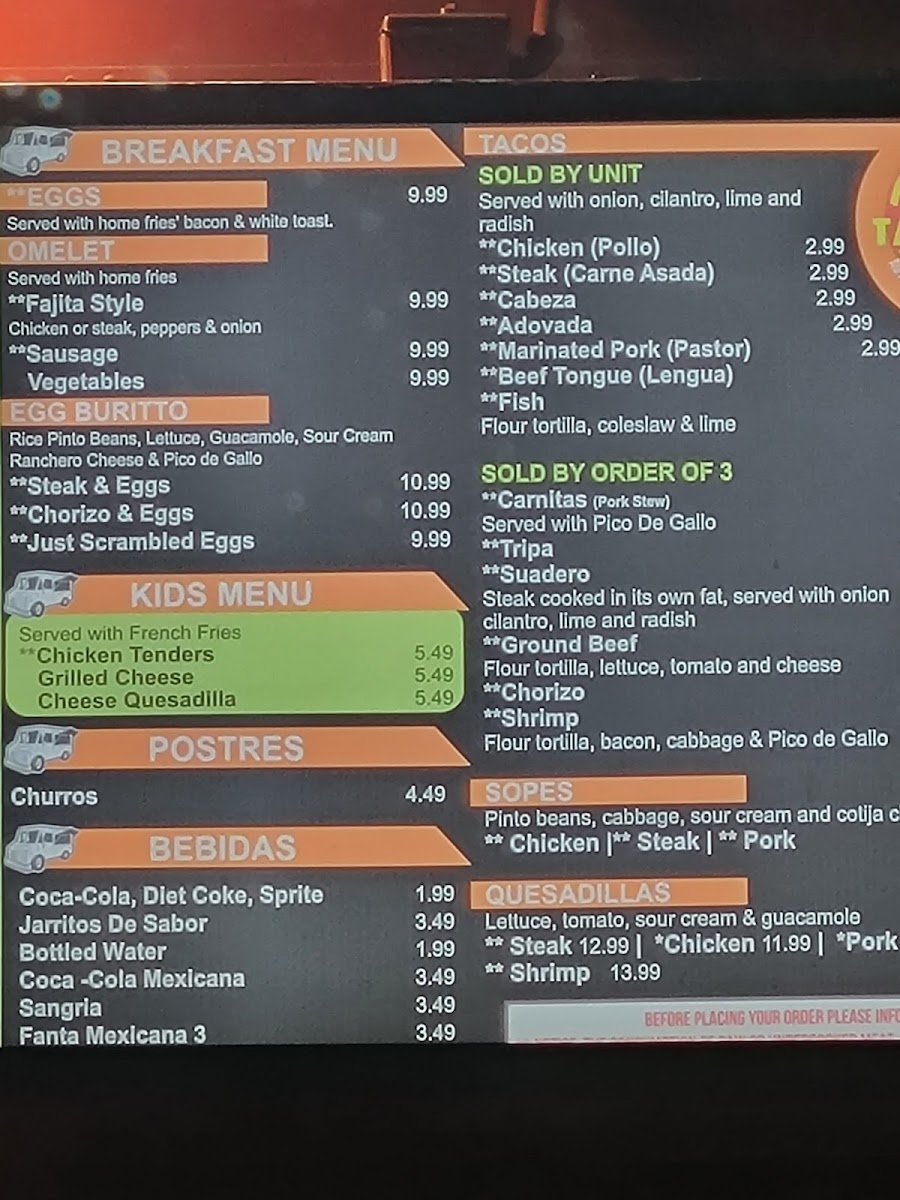 BREAKFAST MENU
**EGGS 9.99
Served with home fries' bacon & white toast.
OMELET
Served with home fries
**Fajita Style 9.99
Chicken or steak, peppers & onion
**Sausage 9.99
Vegetables 9.99
EGG BURITTO
Rice Pinto Beans, Lettuce, Guacamole, Sour Cream
Ranchero Cheese & Pico de Gallo
**Steak & Eggs 10.99
**Chorizo & Eggs 10.99
**Just Scrambled Eggs 9.99
KIDS MENU
Served with French Fries
**Chicken Tenders 5.49
Grilled Cheese 5.49
Cheese Quesadilla 5.49
POSTRES
Churros 4.49
BEBIDAS
Coca-Cola, Diet Coke, Sprite 1.99
Jarritos De Sabor 3.49
Bottled Water 1.99
Coca -Cola Mexicana 3.49
Sangria 3.49
Fanta Mexicana 3 3.49
TACOS
SOLD BY UNIT
Served with onion, cilantro, lime and
radish
**Chicken (Pollo) 2.99
**Steak (Carne Asada) 2.99
**Cabeza 2.99
**Adovada 2.99
**Marinated Pork (Pastor) 2.99
**Beef Tongue (Lengua)
**Fish
Flour tortilla, coleslaw & lime
SOLD BY ORDER OF 3
**Carnitas (Pork Stew)
Served with Pico De Gallo
**Tripa
**Suadero
Steak cooked in its own fat, served with onion
cilantro, lime and radish
**Ground Beef
Flour tortilla, lettuce, tomato and cheese
**Chorizo
**Shrimp
Flour tortilla, bacon, cabbage & Pico de Gallo
SOPES
Pinto beans, cabbage, sour cream and cotija c
** Chicken |** Steak | ** Pork
QUESADILLAS
Lettuce, tomato, sour cream & guacamole
** Steak 12.99 | *Chicken 11.99 | *Pork
** Shrimp 13.99
BEFORE PLACING YOUR ORDER PLEASE INFO